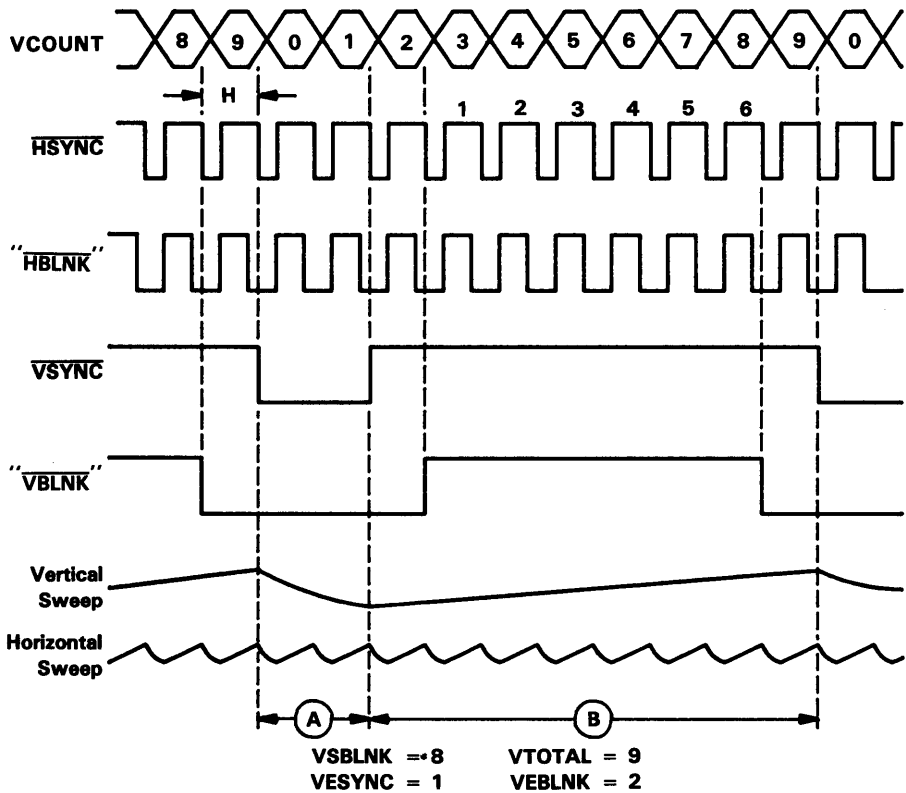 VCOUNT 8 9 0 1 2 3 4 5 6 7 8 9 0
H
1 2 3 4 5 6
HSYNC
"HBLNK"
VSYNC
"VBLNK"
Vertical
Sweep
Horizontal
Sweep
A B
VSBLNK = 8 VTOTAL = 9
VESYNC = 1 VEBLNK = 2